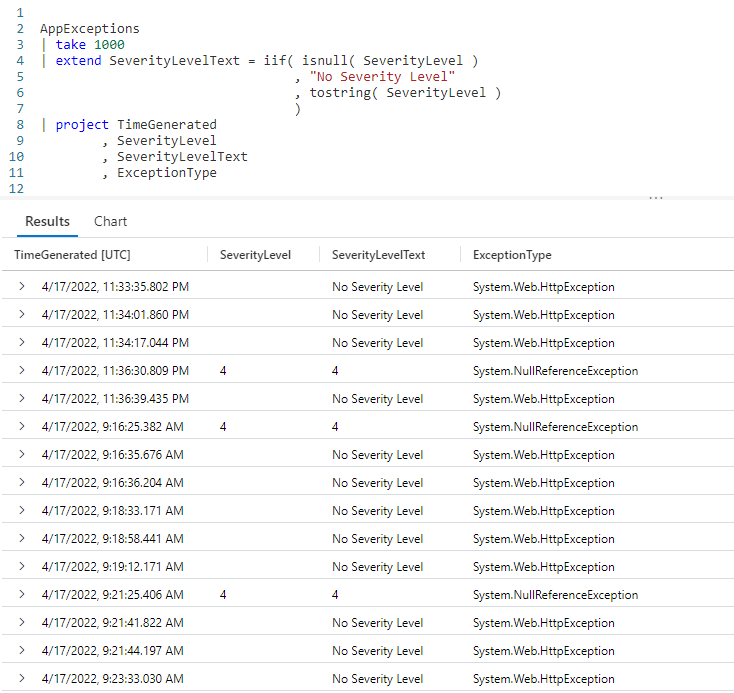 1
2 AppExceptions
3 | take 1000
4 | extend SeverityLevelText = iif( isnull( SeverityLevel )
5 , "No Severity Level"
6 , tostring( SeverityLevel )
7 )
8 | project TimeGenerated
9 , SeverityLevel
10 , SeverityLevelText
11 , ExceptionType
12
...
Results Chart
TimeGenerated [UTC] SeverityLevel SeverityLevelText ExceptionType
> 4/17/2022, 11:33:35.802 PM No Severity Level System.Web.HttpException
> 4/17/2022, 11:34:01.860 PM No Severity Level System.Web.HttpException
> 4/17/2022, 11:34:17.044 PM No Severity Level System.Web.HttpException
> 4/17/2022, 11:36:30.809 PM 4 4 System.NullReferenceException
> 4/17/2022, 11:36:39.435 PM No Severity Level System.Web.HttpException
> 4/17/2022, 9:16:25.382 AM 4 4 System.NullReferenceException
> 4/17/2022, 9:16:35.676 AM No Severity Level System.Web.HttpException
> 4/17/2022, 9:16:36.204 AM No Severity Level System.Web.HttpException
> 4/17/2022, 9:18:33.171 AM No Severity Level System.Web.HttpException
> 4/17/2022, 9:18:58.441 AM No Severity Level System.Web.HttpException
> 4/17/2022, 9:19:12.171 AM No Severity Level System.Web.HttpException
> 4/17/2022, 9:21:25.406 AM 4 4 System.NullReferenceException
> 4/17/2022, 9:21:41.822 AM No Severity Level System.Web.HttpException
> 4/17/2022, 9:21:44.197 AM No Severity Level System.Web.HttpException
> 4/17/2022, 9:23:33.030 AM No Severity Level System.Web.HttpException